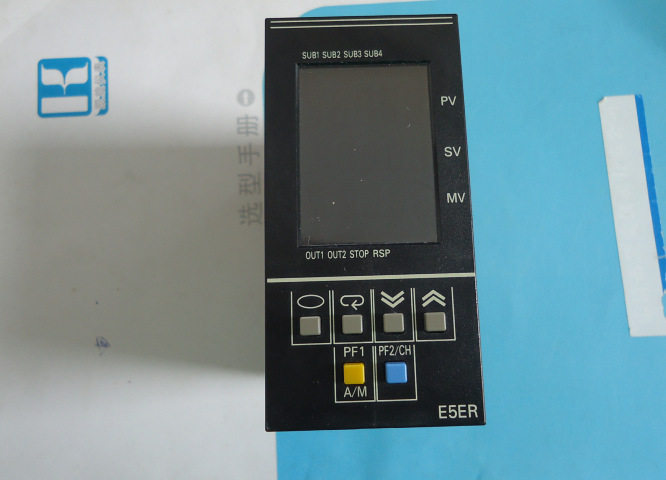 SUB1 SUB2 SUB3 SUB4
PV
SV
MV
OUT1 OUT2 STOP RSP
PF1
PF2/CH
A/M
E5ER
选型手册